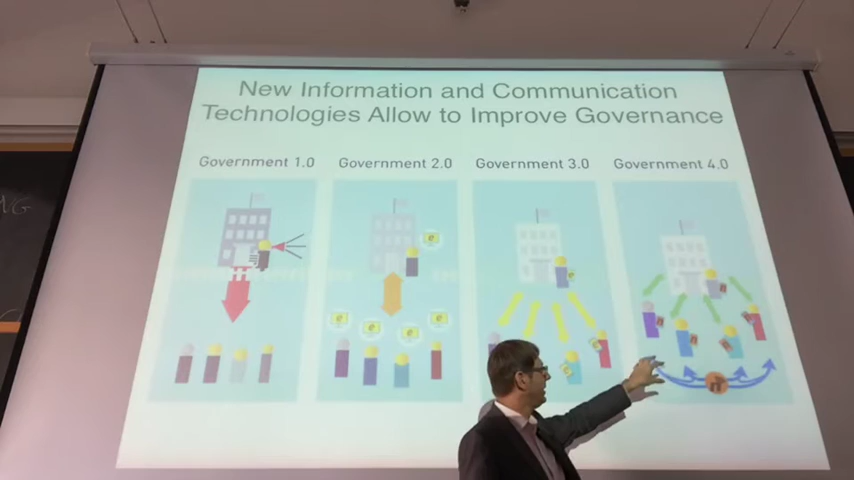 New Information and Communication
Technologies Allow to Improve Governance
Government 1.0
Government 2.0
Government 3.0
Government 4.0